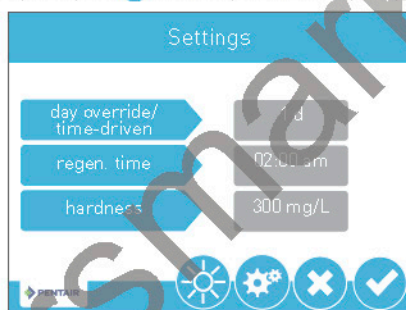 Settings
day override/
time-driven
1 d
regen. time
02:00 am
hardness
300 mg/L
PENTAIR